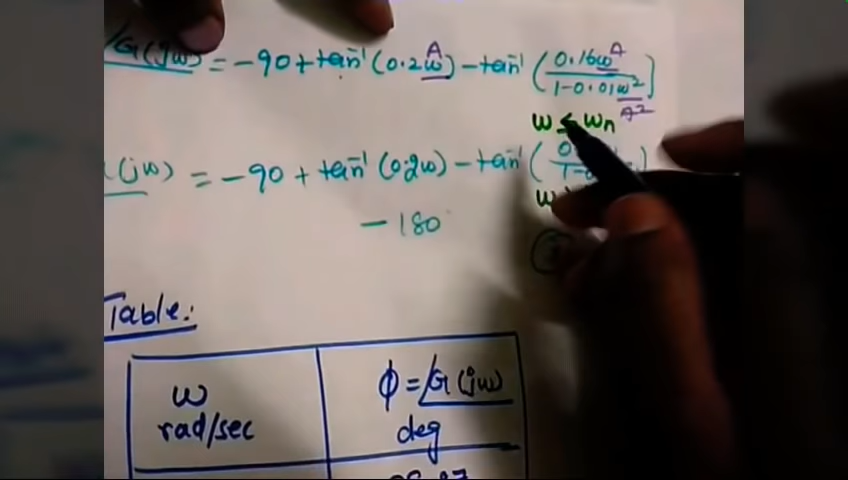 /G(jω) = -90 + tan⁻¹ (0.2ω) - tan⁻¹ (0.16ω / 1-0.01ω²)
A A A²
ω ≤ ωn
(jω) = -90 + tan⁻¹ (0.2ω) - tan⁻¹
- 180
Table:
ω rad/sec
ϕ = /G(jω) deg